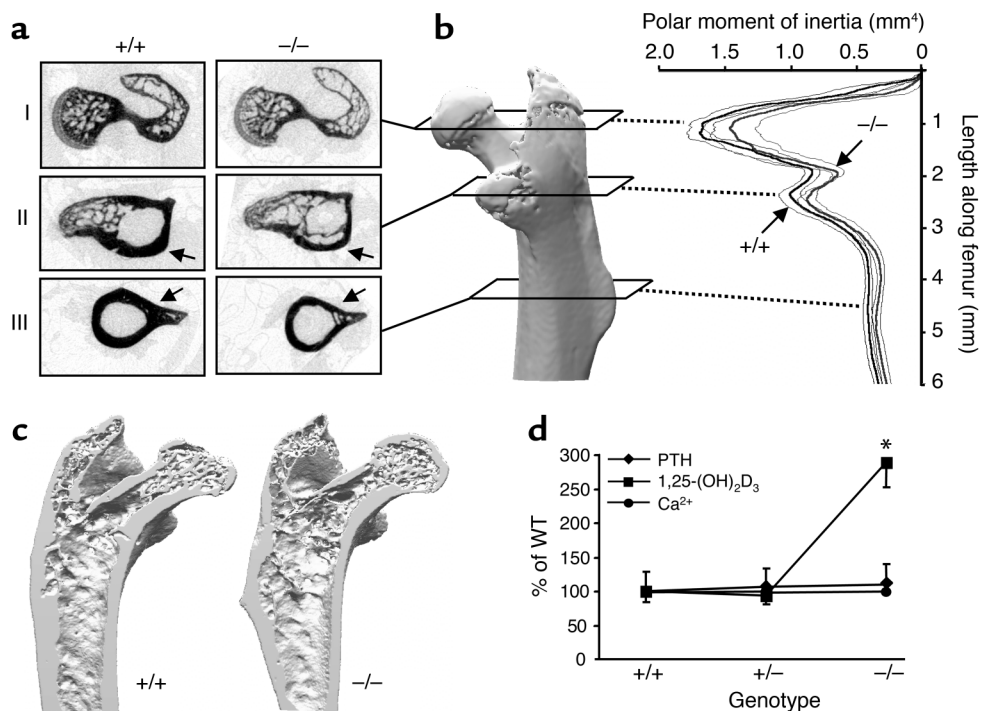 a
+/+
–/–
I
II
III
b
Polar moment of inertia (mm⁴)
2.0 1.5 1.0 0.5 0
–/–
+/+
1
2
3
4
5
6
Length along femur (mm)
c
+/+
–/–
d
PTH
1,25-(OH)₂D₃
Ca²⁺
*
300
250
200
150
100
50
0
% of WT
+/+ +/– –/–
Genotype